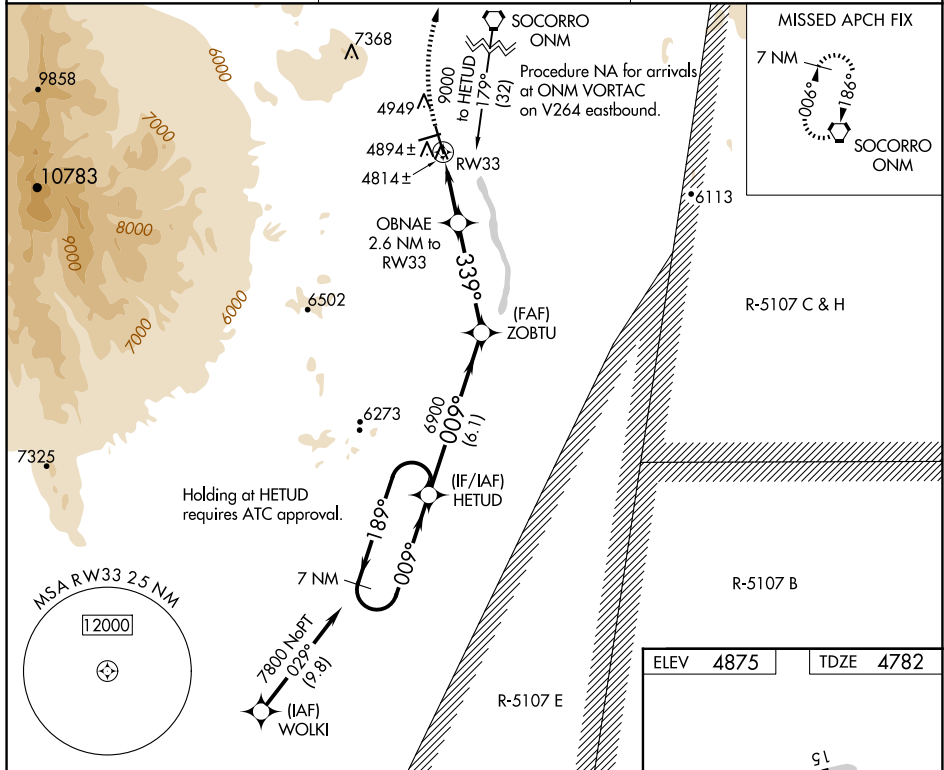 SOCORRO
ONM
MISSED APCH FIX
7 NM
006°
186°
SOCORRO
ONM
7368
6000
9858
7000
10783
8000
9000
7000
6000
7325
6502
6273
4949
4894±
4814±
9000
to HETUD
179°
(32)
Procedure NA for arrivals
at ONM VORTAC
on V264 eastbound.
RW33
6113
OBNAE
2.6 NM to
RW33
339°
(FAF)
ZOBTU
R-5107 C & H
6900
009°
(6.1)
(IF/IAF)
HETUD
Holding at HETUD
requires ATC approval.
189°
009°
7 NM
7800 NoPT
029°
(9.8)
(IAF)
WOLKI
MSA RW33 25 NM
12000
R-5107 B
R-5107 E
ELEV 4875
TDZE 4782
15